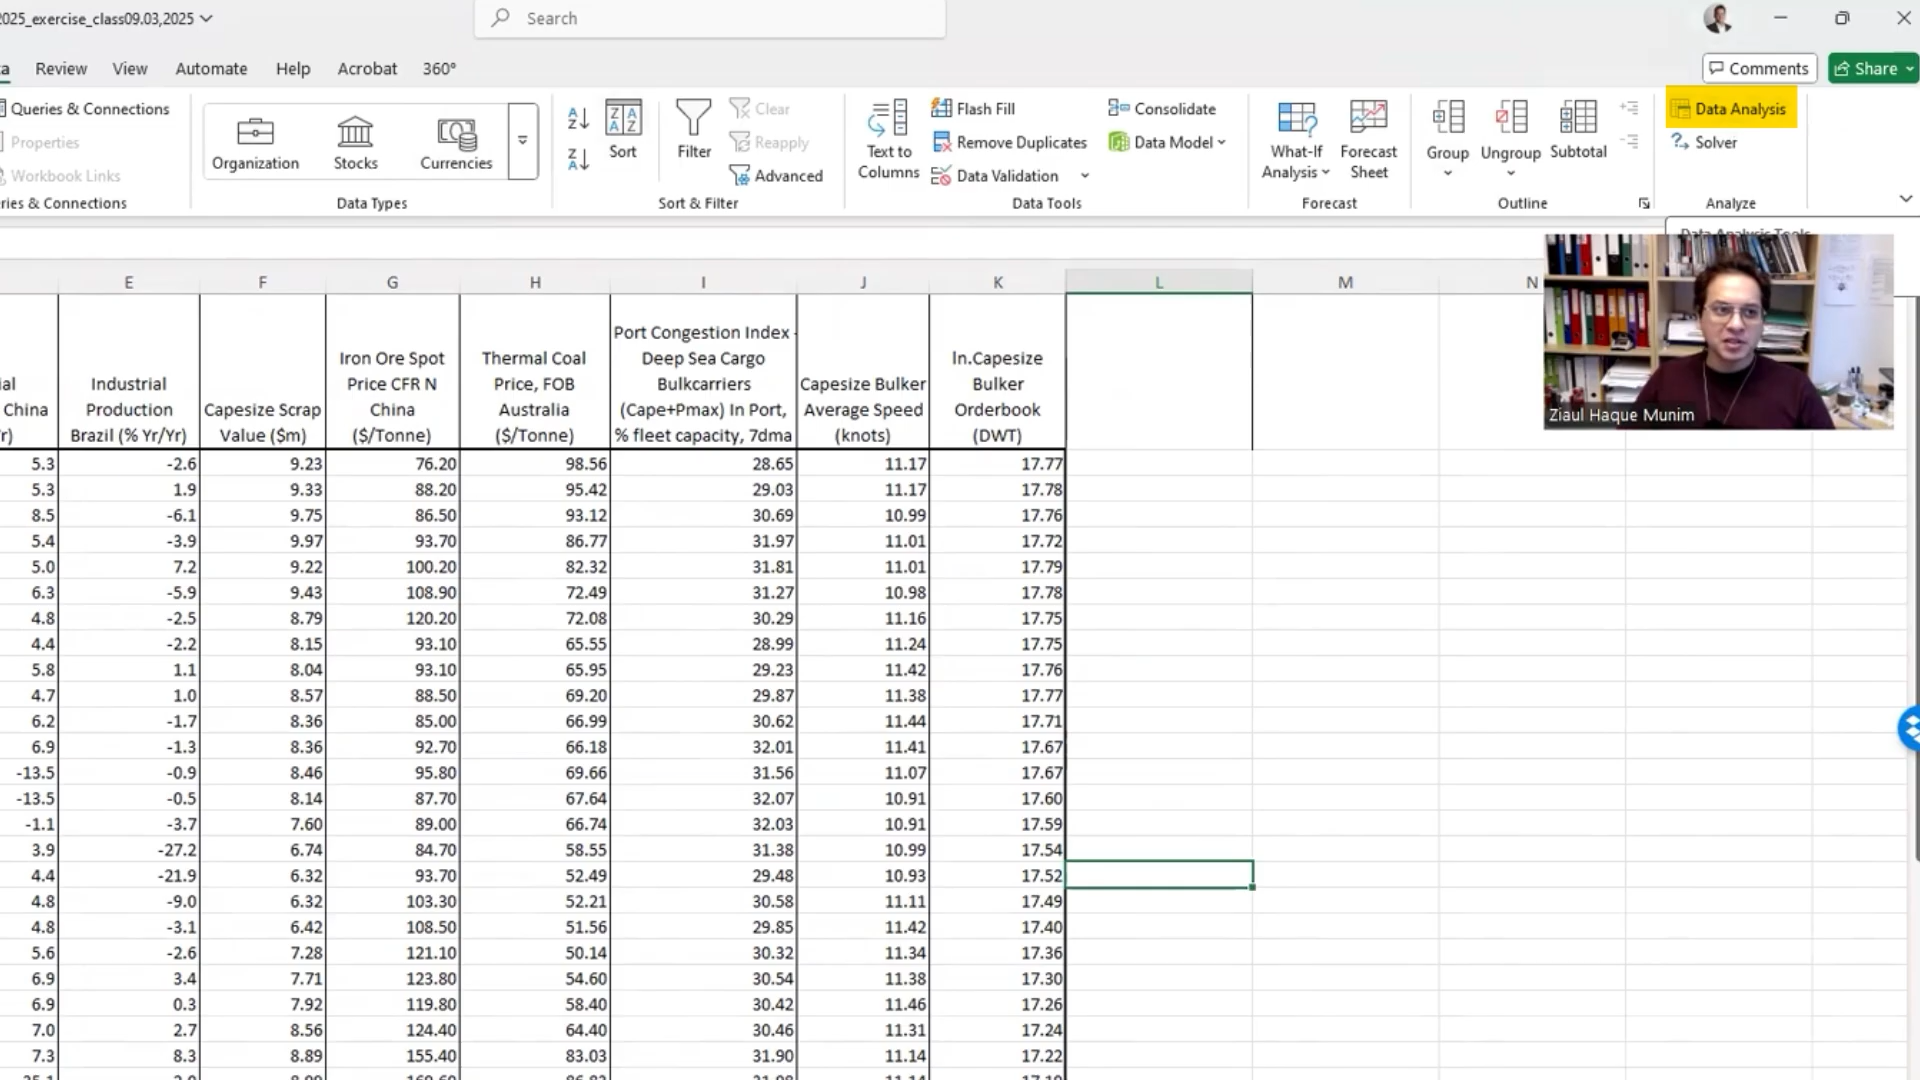 2025_exercise_class09.03,2025
Search
Review View Automate Help Acrobat 360°
Comments Share
Queries & Connections
Properties
Workbook Links
Organization Stocks Currencies
Data Types
Sort
Filter
Clear
Reapply
Advanced
Sort & Filter
Text to
Columns
Flash Fill
Remove Duplicates
Data Validation
Consolidate
Data Model
Data Tools
What-If
Analysis
Forecast
Sheet
Forecast
Group Ungroup Subtotal
Outline
Data Analysis
Solver
Analyze
Data Analysis Tools
Ziaul Haque Munim
E F G H I J K L M N
China
Industrial
Production
Brazil (% Yr/Yr)
Capesize Scrap
Value ($m)
Iron Ore Spot
Price CFR N
China
($/Tonne)
Thermal Coal
Price, FOB
Australia
($/Tonne)
Port Congestion Index -
Deep Sea Cargo
Bulkcarriers
(Cape+Pmax) In Port,
% fleet capacity, 7dma
Capesize Bulker
Average Speed
(knots)
ln.Capesize
Bulker
Orderbook
(DWT)
5.3 -2.6 9.23 76.20 98.56 28.65 11.17 17.77
5.3 1.9 9.33 88.20 95.42 29.03 11.17 17.78
8.5 -6.1 9.75 86.50 93.12 30.69 10.99 17.76
5.4 -3.9 9.97 93.70 86.77 31.97 11.01 17.72
5.0 7.2 9.22 100.20 82.32 31.81 11.01 17.79
6.3 -5.9 9.43 108.90 72.49 31.27 10.98 17.78
4.8 -2.5 8.79 120.20 72.08 30.29 11.16 17.75
4.4 -2.2 8.15 93.10 65.55 28.99 11.24 17.75
5.8 1.1 8.04 93.10 65.95 29.23 11.42 17.76
4.7 1.0 8.57 88.50 69.20 29.87 11.38 17.77
6.2 -1.7 8.36 85.00 66.99 30.62 11.44 17.71
6.9 -1.3 8.36 92.70 66.18 32.01 11.41 17.67
-13.5 -0.9 8.46 95.80 69.66 31.56 11.07 17.67
-13.5 -0.5 8.14 87.70 67.64 32.07 10.91 17.60
-1.1 -3.7 7.60 89.00 66.74 32.03 10.91 17.59
3.9 -27.2 6.74 84.70 58.55 31.38 10.99 17.54
4.4 -21.9 6.32 93.70 52.49 29.48 10.93 17.52
4.8 -9.0 6.32 103.30 52.21 30.58 11.11 17.49
4.8 -3.1 6.42 108.50 51.56 29.85 11.42 17.40
5.6 -2.6 7.28 121.10 50.14 30.32 11.34 17.36
6.9 3.4 7.71 123.80 54.60 30.54 11.38 17.30
6.9 0.3 7.92 119.80 58.40 30.42 11.46 17.26
7.0 2.7 8.56 124.40 64.40 30.46 11.31 17.24
7.3 8.3 8.89 155.40 83.03 31.90 11.14 17.22